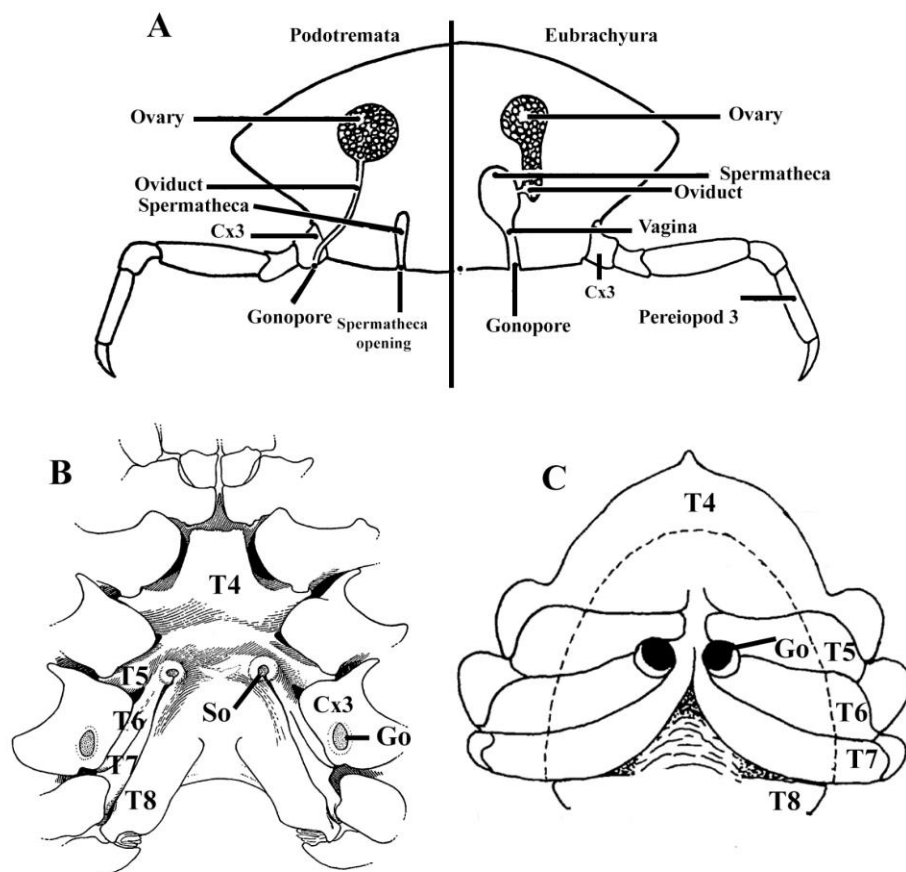 A
Podotremata
Eubrachyura
Ovary
Ovary
Oviduct
Spermatheca
Cx3
Spermatheca
Oviduct
Vagina
Cx3
Gonopore
Spermatheca
opening
Gonopore
Pereiopod 3
B
T4
T5
T6
T7
T8
So
Cx3
Go
C
T4
Go
T5
T6
T7
T8